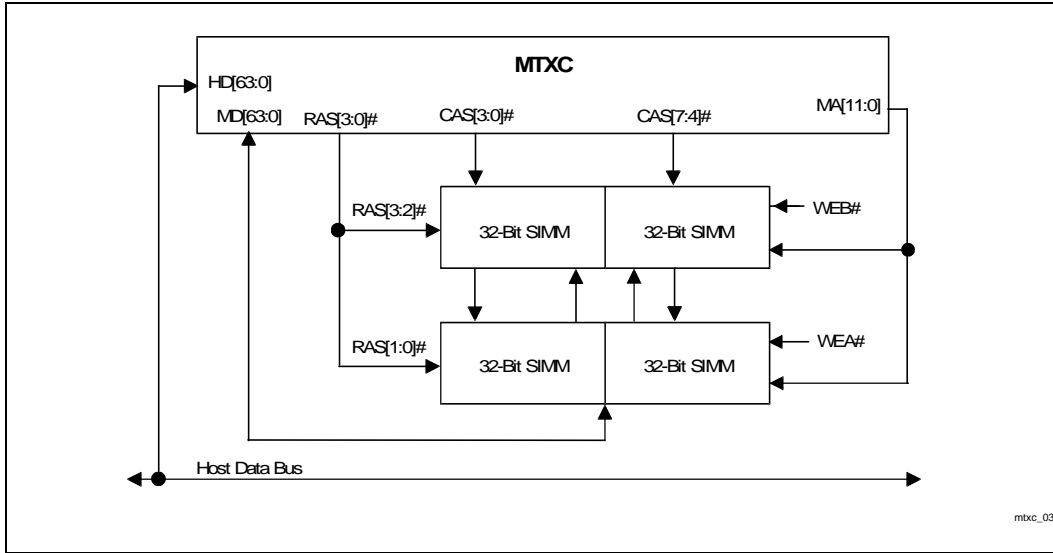 MTXC
HD[63:0]
MD[63:0] RAS[3:0]# CAS[3:0]# CAS[7:4]# MA[11:0]
RAS[3:2]# 32-Bit SIMM 32-Bit SIMM WEB#
RAS[1:0]# 32-Bit SIMM 32-Bit SIMM WEA#
Host Data Bus
mtxc_03